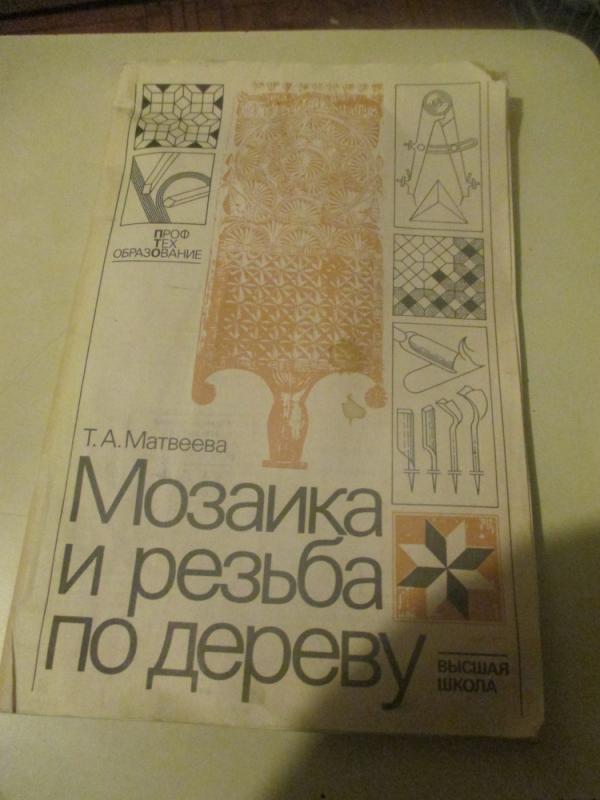 ПРОФ
ТЕХ
ОБРАЗОВАНИЕ
Т. А. Матвеева
Мозаика
и резьба
по дереву
ВЫСШАЯ
ШКОЛА